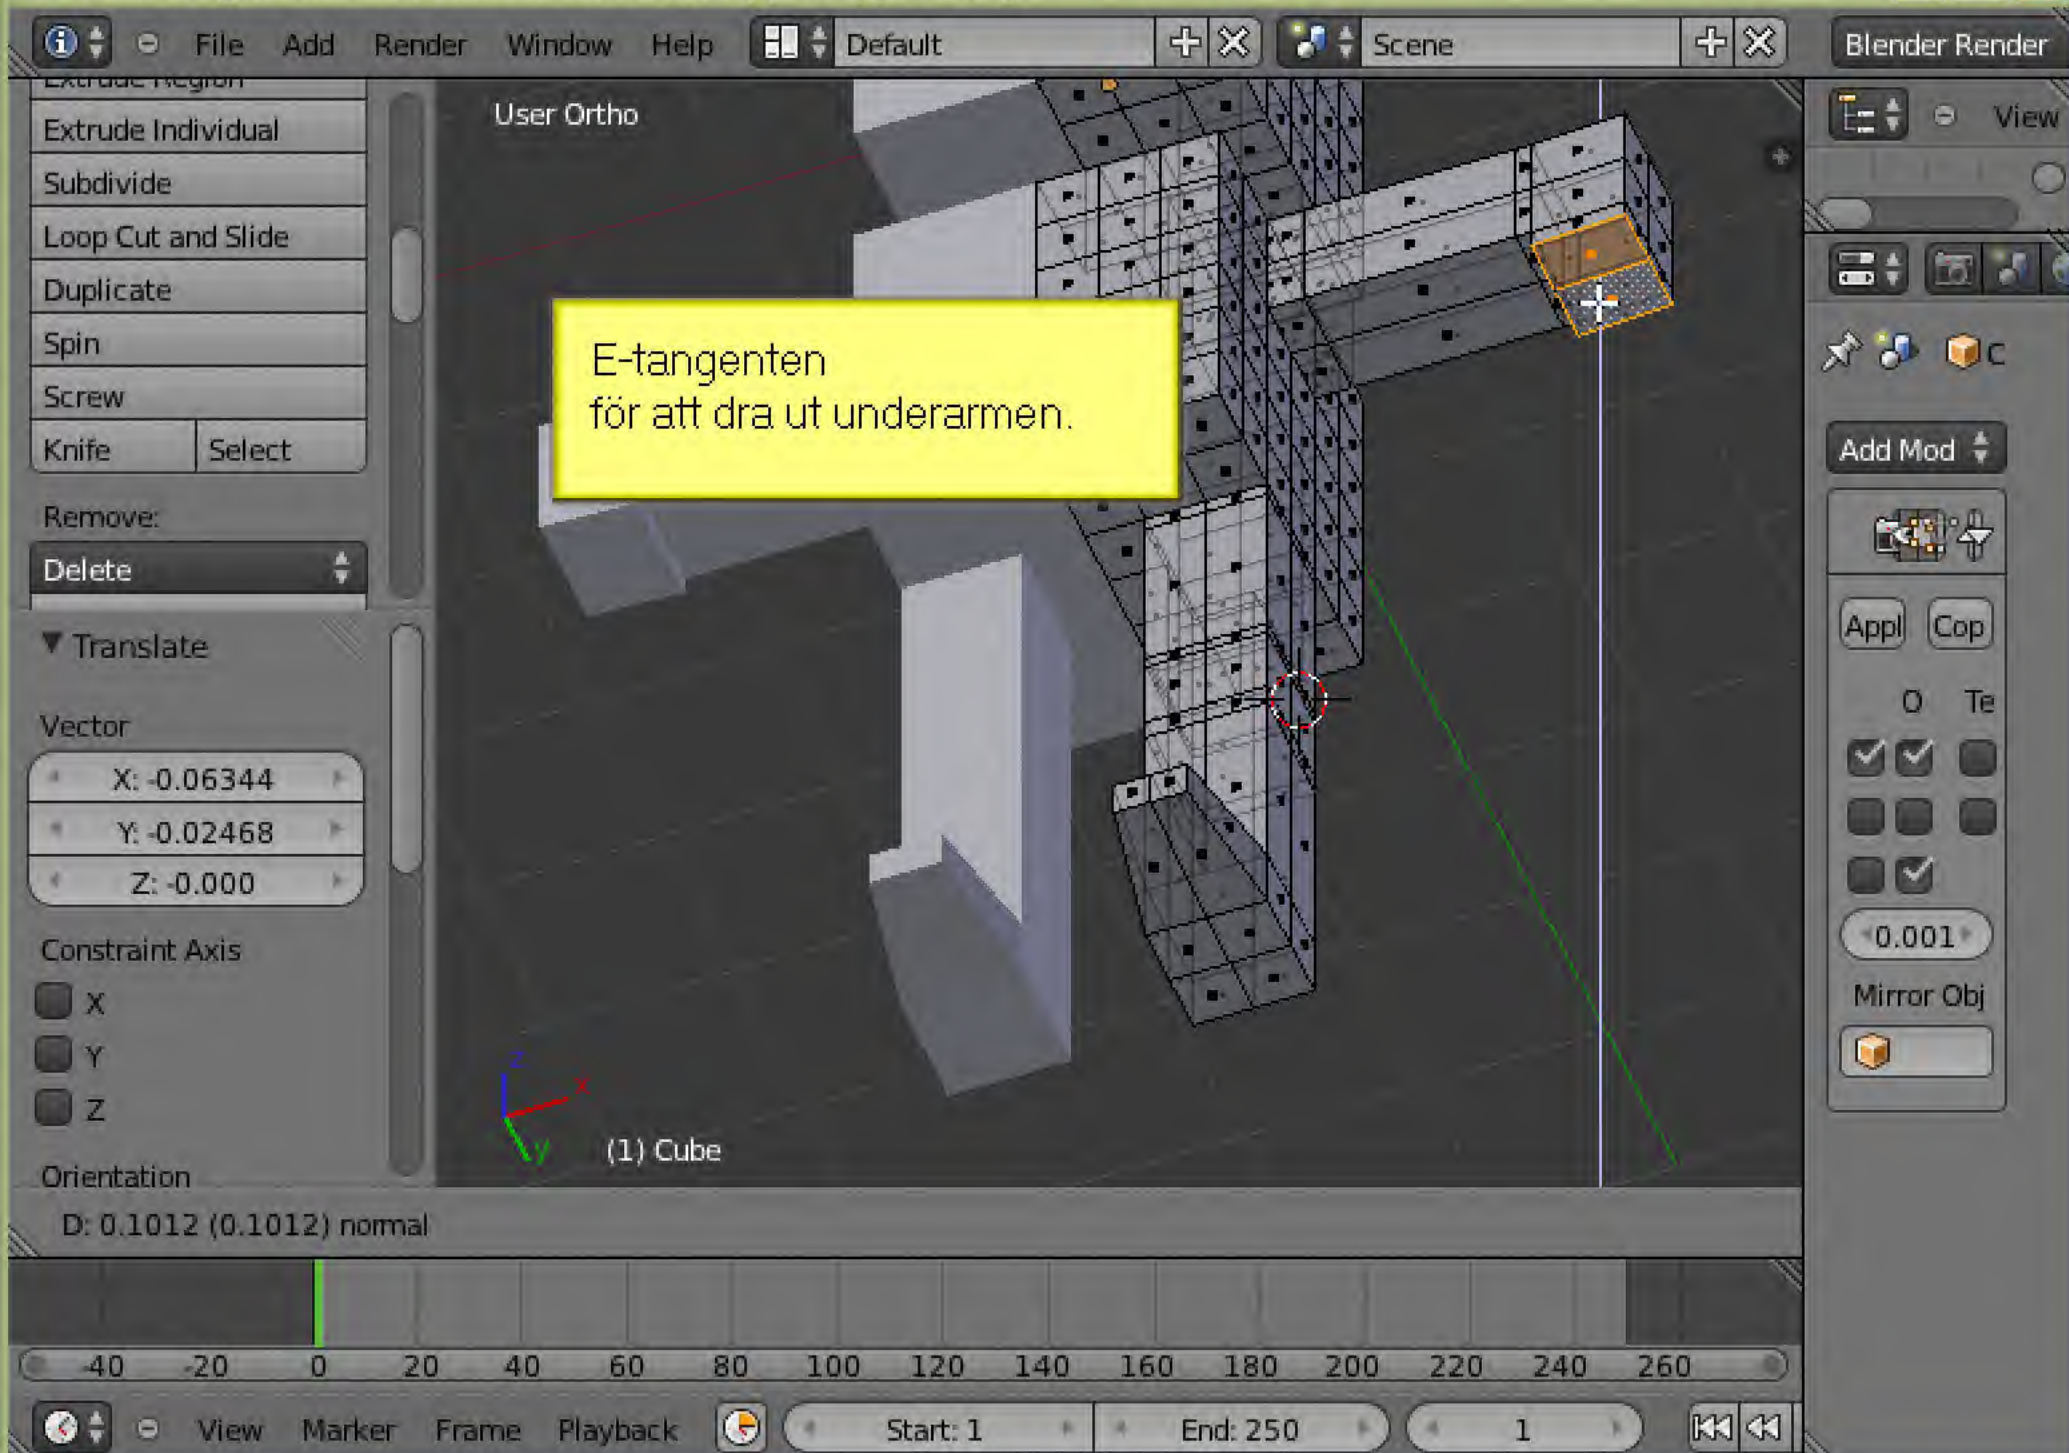 File Add Render Window Help Default Scene Blender Render
Extrude Region
Extrude Individual
Subdivide
Loop Cut and Slide
Duplicate
Spin
Screw
Knife Select
Remove:
Delete
Translate
Vector
X: -0.06344
Y: -0.02468
Z: -0.000
Constraint Axis
X
Y
Z
Orientation
User Ortho
E-tangenten
för att dra ut underarmen.
z
x
y
(1) Cube
View
C
Add Mod
Appl Cop
O Te
0.001
Mirror Obj
D: 0.1012 (0.1012) normal
-40 -20 0 20 40 60 80 100 120 140 160 180 200 220 240 260
View Marker Frame Playback Start: 1 End: 250 1